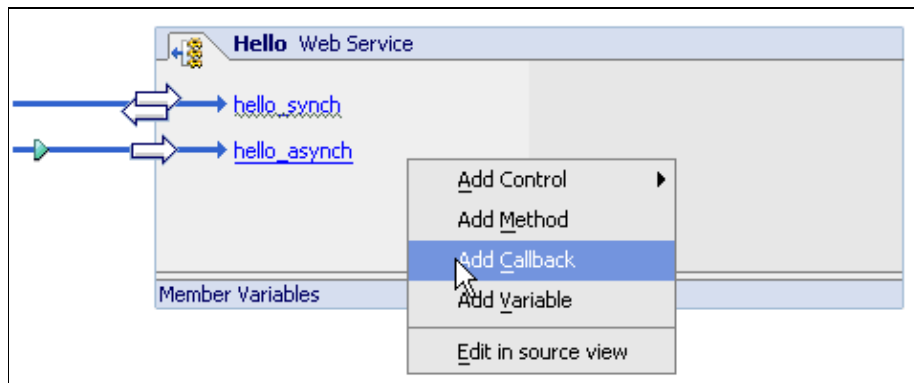 Hello Web Service
hello_synch
hello_asynch
Add Control
Add Method
Add Callback
Add Variable
Edit in source view
Member Variables